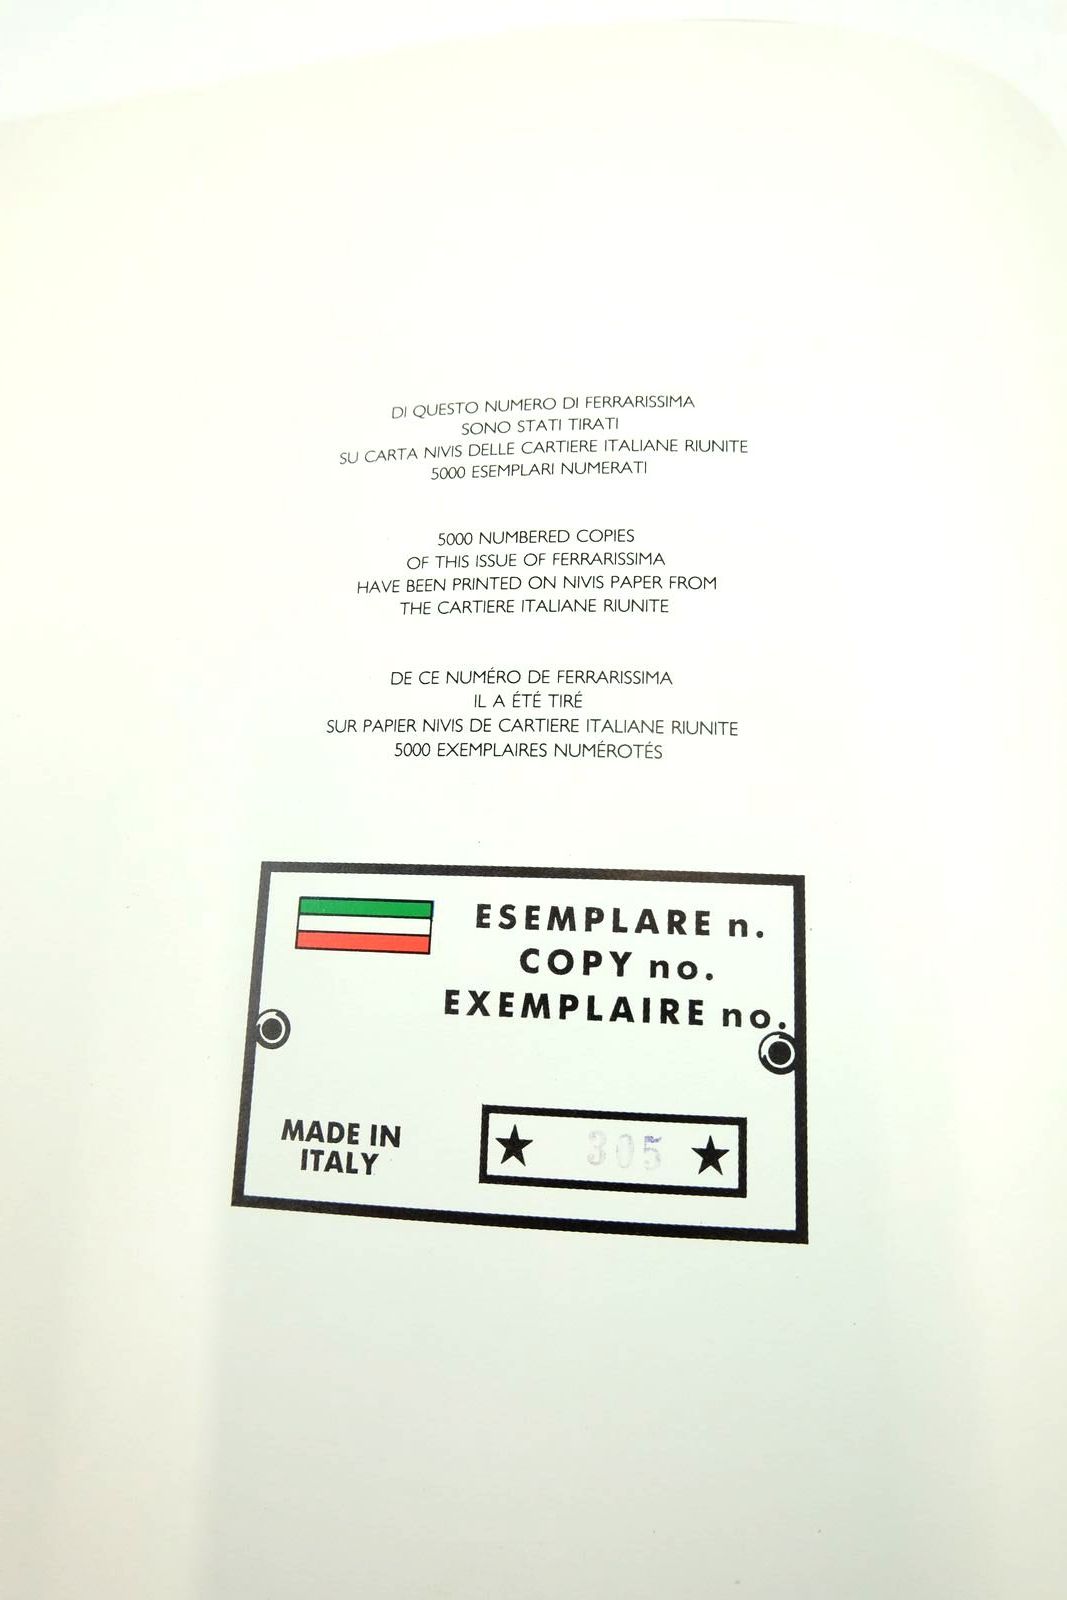 DI QUESTO NUMERO DI FERRARISSIMA
SONO STATI TIRATI
SU CARTA NIVIS DELLE CARTIERE ITALIANE RIUNITE
5000 ESEMPLARI NUMERATI
5000 NUMBERED COPIES
OF THIS ISSUE OF FERRARISSIMA
HAVE BEEN PRINTED ON NIVIS PAPER FROM
THE CARTIERE ITALIANE RIUNITE
DE CE NUMÉRO DE FERRARISSIMA
IL A ÉTÉ TIRÉ
SUR PAPIER NIVIS DE CARTIERE ITALIANE RIUNITE
5000 EXEMPLAIRES NUMÉROTÉS
ESEMPLARE n.
COPY no.
EXEMPLAIRE no.
MADE IN
ITALY
★ 305 ★